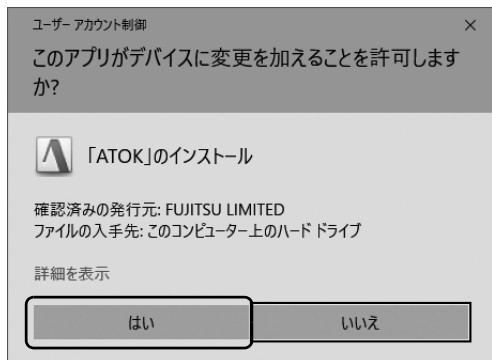 ユーザー アカウント制御
このアプリがデバイスに変更を加えることを許可します
か?
「ATOK」のインストール
確認済みの発行元: FUJITSU LIMITED
ファイルの入手先: このコンピューター上のハード ドライブ
詳細を表示
はい
いいえ